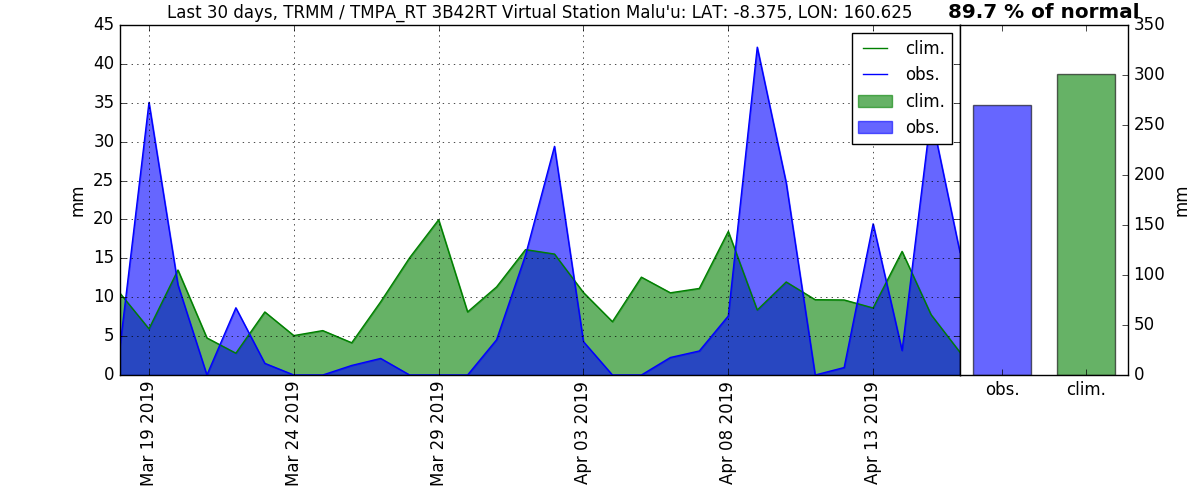 Last 30 days, TRMM / TMPA_RT 3B42RT Virtual Station Malu'u: LAT: -8.375, LON: 160.625
89.7 % of normal
45
40
35
30
25
20
15
10
5
0
mm
clim.
obs.
clim.
obs.
350
300
250
200
150
100
50
0
mm
obs.
clim.
Mar 19 2019
Mar 24 2019
Mar 29 2019
Apr 03 2019
Apr 08 2019
Apr 13 2019